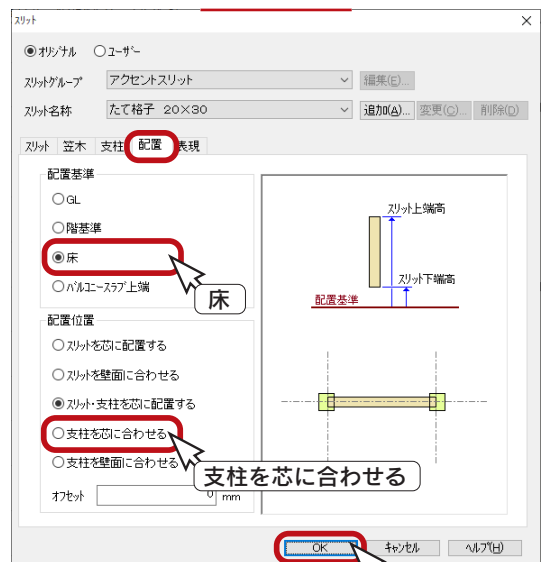 スリット
オリジナル ユーザー
スリットグループ アクセントスリット 編集(E)...
スリット名称 たて格子 20×30 追加(A)... 変更(C)... 削除(D)
スリット 笠木 支柱 配置 表現
配置基準
GL
階基準
床
バルコニースラブ上端
床
スリット上端高
スリット下端高
配置基準
配置位置
スリットを芯に配置する
スリットを壁面に合わせる
スリット・支柱を芯に配置する
支柱を芯に合わせる
支柱を壁面に合わせる
支柱を芯に合わせる
オフセット 0 mm
OK キャンセル ヘルプ(H)